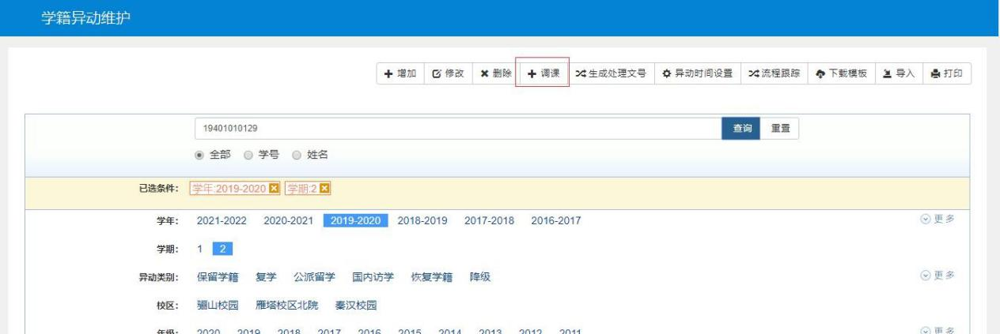 学籍异动维护
增加 修改 删除 调课 生成处理文号 异动时间设置 流程跟踪 下载模板 导入 打印
19401010129 查询 重置
全部 学号 姓名
已选条件: 学年:2019-2020 学期:2
学年: 2021-2022 2020-2021 2019-2020 2018-2019 2017-2018 2016-2017 更多
学期: 1 2
异动类别: 保留学籍 复学 公派留学 国内访学 恢复学籍 降级 更多
校区: 骊山校园 雁塔校区北院 秦汉校园
年级: 2020 2019 2018 2017 2016 2015 2014 2013 2012 2011 更多